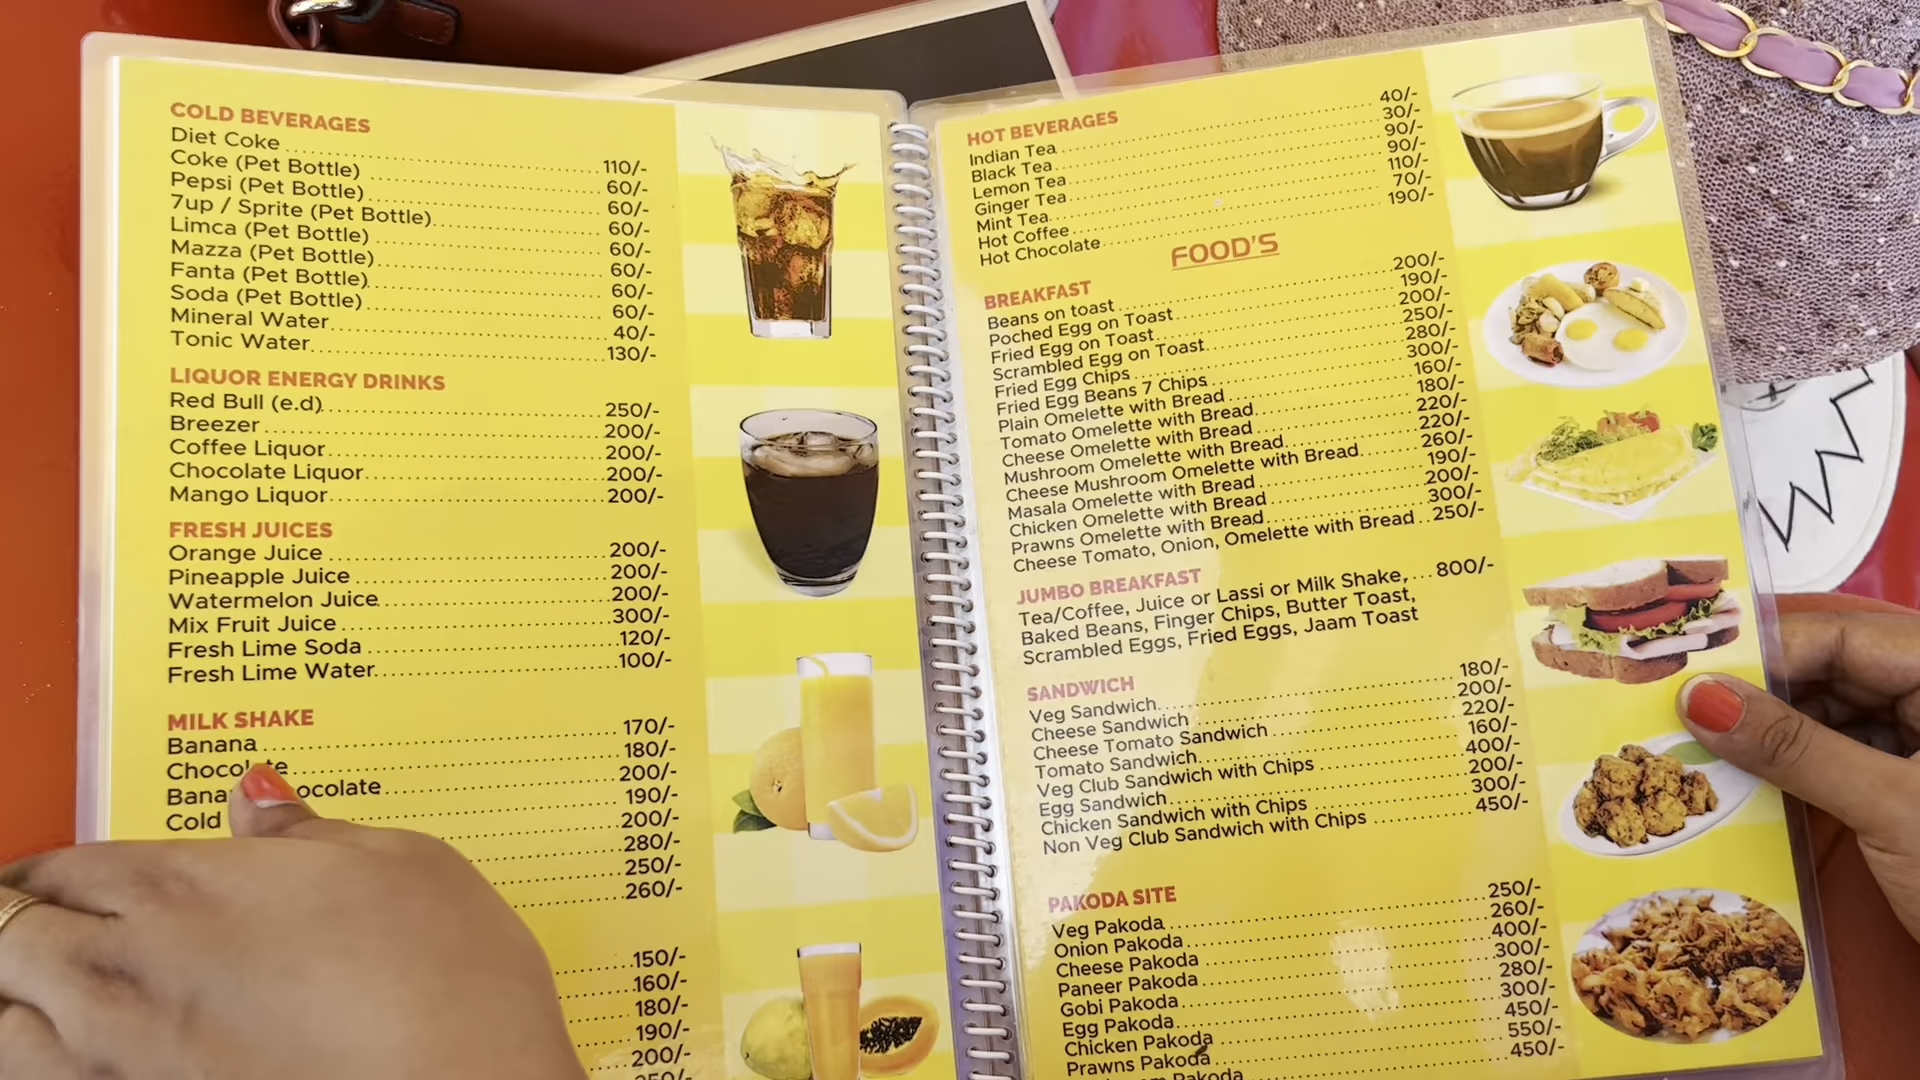 COLD BEVERAGES
Diet Coke 110/-
Coke (Pet Bottle) 60/-
Pepsi (Pet Bottle) 60/-
7up / Sprite (Pet Bottle) 60/-
Limca (Pet Bottle) 60/-
Mazza (Pet Bottle) 60/-
Fanta (Pet Bottle) 60/-
Soda (Pet Bottle) 60/-
Mineral Water 40/-
Tonic Water 130/-
LIQUOR ENERGY DRINKS
Red Bull (e.d) 250/-
Breezer 200/-
Coffee Liquor 200/-
Chocolate Liquor 200/-
Mango Liquor 200/-
FRESH JUICES
Orange Juice 200/-
Pineapple Juice 200/-
Watermelon Juice 200/-
Mix Fruit Juice 300/-
Fresh Lime Soda 120/-
Fresh Lime Water 100/-
MILK SHAKE
Banana 170/-
Chocolate 180/-
Banana Chocolate 200/-
Cold 190/-
200/-
280/-
250/-
260/-
150/-
160/-
180/-
190/-
200/-
HOT BEVERAGES
Indian Tea 40/-
Black Tea 30/-
Lemon Tea 90/-
Ginger Tea 90/-
Mint Tea 110/-
Hot Coffee 70/-
Hot Chocolate 190/-
FOOD'S
BREAKFAST
Beans on toast 200/-
Poched Egg on Toast 190/-
Fried Egg on Toast 200/-
Scrambled Egg on Toast 250/-
Fried Egg Chips 280/-
Fried Egg Beans 7 Chips 300/-
Plain Omelette with Bread 160/-
Tomato Omelette with Bread 180/-
Cheese Omelette with Bread 220/-
Mushroom Omelette with Bread 220/-
Cheese Mushroom Omelette with Bread 260/-
Masala Omelette with Bread 190/-
Chicken Omelette with Bread 200/-
Prawns Omelette with Bread 300/-
Cheese Tomato, Onion, Omelette with Bread 250/-
JUMBO BREAKFAST
Tea/Coffee, Juice or Lassi or Milk Shake, 800/-
Baked Beans, Finger Chips, Butter Toast,
Scrambled Eggs, Fried Eggs, Jaam Toast
SANDWICH
Veg Sandwich 180/-
Cheese Sandwich 200/-
Cheese Tomato Sandwich 220/-
Tomato Sandwich 160/-
Veg Club Sandwich with Chips 400/-
Egg Sandwich 200/-
Chicken Sandwich with Chips 300/-
Non Veg Club Sandwich with Chips 450/-
PAKODA SITE
Veg Pakoda 250/-
Onion Pakoda 260/-
Cheese Pakoda 400/-
Paneer Pakoda 300/-
Gobi Pakoda 280/-
Egg Pakoda 300/-
Chicken Pakoda 450/-
Prawns Pakoda 550/-
Pakoda 450/-